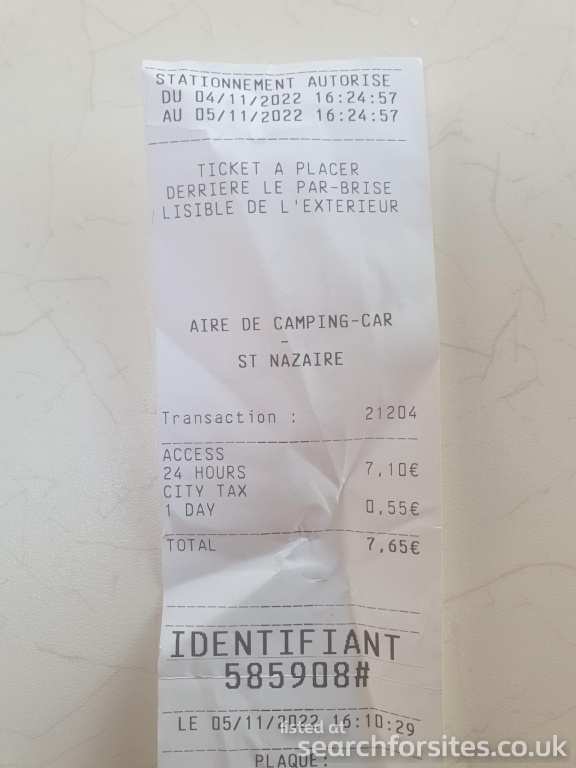 STATIONNEMENT AUTORISE
DU 04/11/2022 16:24:57
AU 05/11/2022 16:24:57
TICKET A PLACER
DERRIERE LE PAR-BRISE
LISIBLE DE L'EXTERIEUR
AIRE DE CAMPING-CAR
-
ST NAZAIRE
Transaction : 21204
ACCESS
24 HOURS 7,10€
CITY TAX
1 DAY 0,55€
TOTAL 7,65€
IDENTIFIANT
585908#
LE 05/11/2022 16:10:29
listed at
searchforsites.co.uk
PLAQUE: